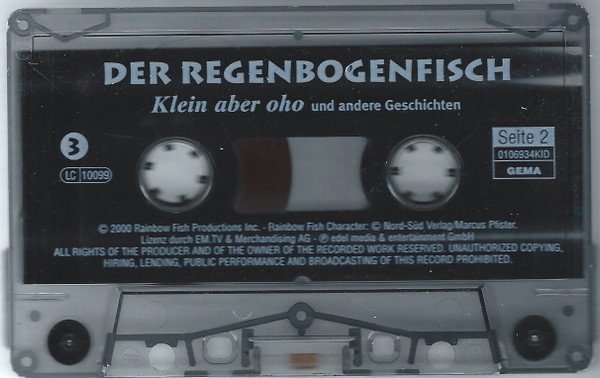 DER REGENBOGENFISCH
Klein aber oho und andere Geschichten
3
LC 10099
Seite 2
0106934KID
GEMA
© 2000 Rainbow Fish Productions Inc. - Rainbow Fish Character: © Nord-Süd Verlag/Marcus Pfister.
Lizenz durch EM.TV & Merchandising AG - ℗ edel media & entertainment GmbH
ALL RIGHTS OF THE PRODUCER AND OF THE OWNER OF THE RECORDED WORK RESERVED. UNAUTHORIZED COPYING,
HIRING, LENDING, PUBLIC PERFORMANCE AND BROADCASTING OF THIS RECORD PROHIBITED.